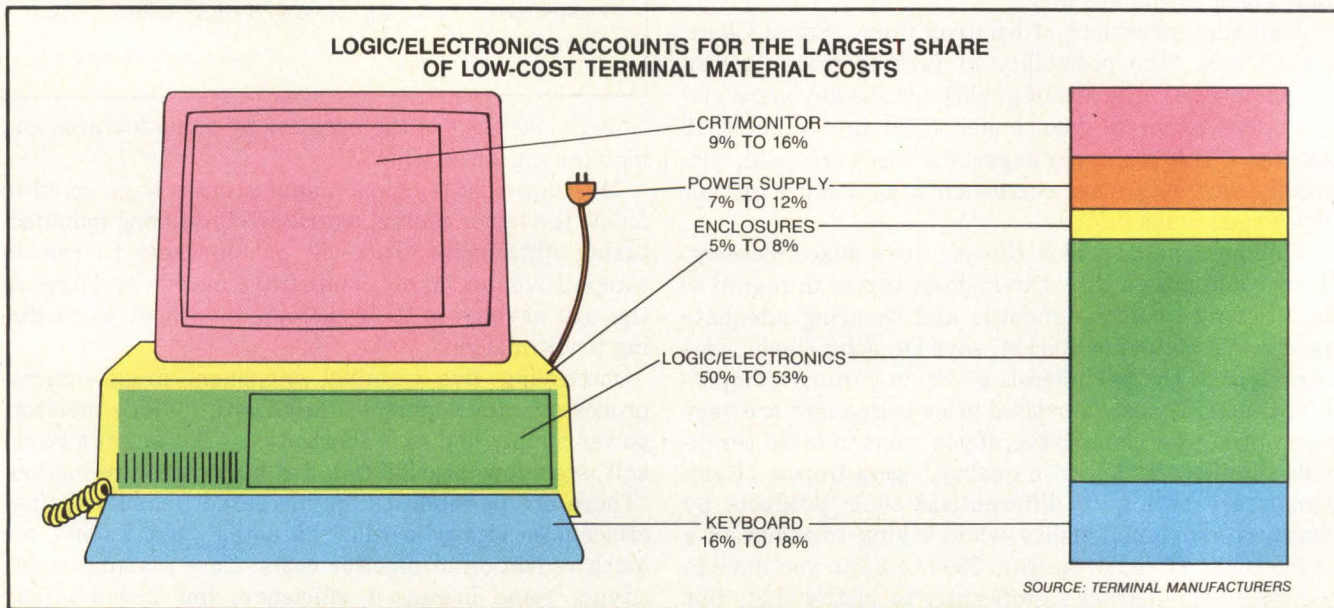 LOGIC/ELECTRONICS ACCOUNTS FOR THE LARGEST SHARE
OF LOW-COST TERMINAL MATERIAL COSTS
CRT/MONITOR
9% TO 16%
POWER SUPPLY
7% TO 12%
ENCLOSURES
5% TO 8%
LOGIC/ELECTRONICS
50% TO 53%
KEYBOARD
16% TO 18%
SOURCE: TERMINAL MANUFACTURERS